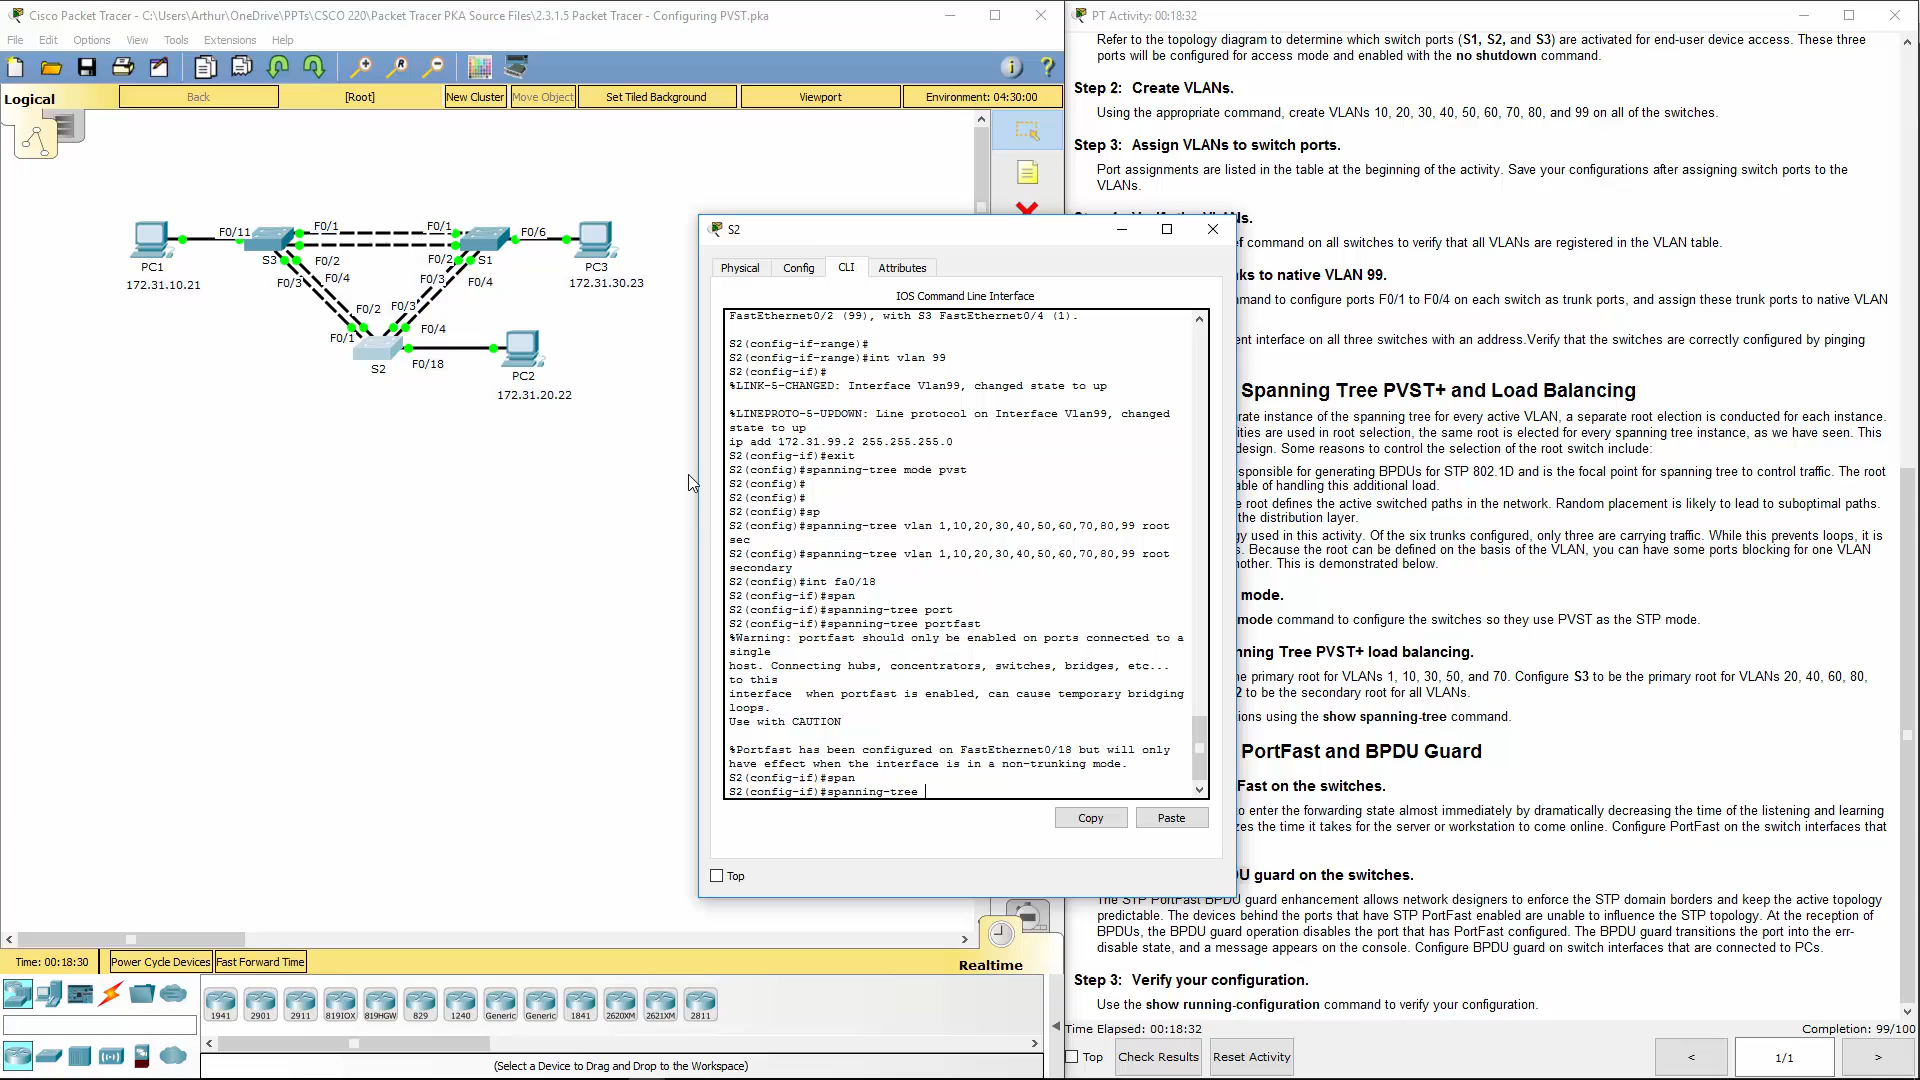 Cisco Packet Tracer - C:\Users\Arthur\OneDrive\PPTs\CSCO 220\Packet Tracer PKA Source Files\2.3.1.5 Packet Tracer - Configuring PVST.pka
File Edit Options View Tools Extensions Help
Logical
Back
[Root]
New Cluster
Move Object
Set Tiled Background
Viewport
Environment: 04:30:00
F0/11
F0/1
F0/1
F0/6
PC1
172.31.10.21
S3
F0/2
F0/2
S1
PC3
172.31.30.23
F0/3
F0/4
F0/3
F0/4
F0/2
F0/3
F0/1
F0/4
S2
F0/18
PC2
172.31.20.22
S2
Physical
Config
CLI
Attributes
IOS Command Line Interface
FastEthernet0/2 (99), with S3 FastEthernet0/4 (1).
S2(config-if-range)#
S2(config-if-range)#int vlan 99
S2(config-if)#
%LINK-5-CHANGED: Interface Vlan99, changed state to up
%LINEPROTO-5-UPDOWN: Line protocol on Interface Vlan99, changed
state to up
ip add 172.31.99.2 255.255.255.0
S2(config-if)#exit
S2(config)#spanning-tree mode pvst
S2(config)#
S2(config)#
S2(config)#sp
S2(config)#spanning-tree vlan 1,10,20,30,40,50,60,70,80,99 root
sec
S2(config)#spanning-tree vlan 1,10,20,30,40,50,60,70,80,99 root
secondary
S2(config)#int fa0/18
S2(config-if)#span
S2(config-if)#spanning-tree port
S2(config-if)#spanning-tree portfast
%Warning: portfast should only be enabled on ports connected to a
single
host. Connecting hubs, concentrators, switches, bridges, etc...
to this
interface  when portfast is enabled, can cause temporary bridging
loops.
Use with CAUTION
%Portfast has been configured on FastEthernet0/18 but will only
have effect when the interface is in a non-trunking mode.
S2(config-if)#span
S2(config-if)#spanning-tree
Copy
Paste
Top
Time: 00:18:30
Power Cycle Devices
Fast Forward Time
Realtime
1941
2901
2911
819IOX
819HGW
829
1240
Generic
Generic
1841
2620XM
2621XM
2811
(Select a Device to Drag and Drop to the Workspace)
PT Activity: 00:18:32
Refer to the topology diagram to determine which switch ports (S1, S2, and S3) are activated for end-user device access. These three
ports will be configured for access mode and enabled with the no shutdown command.
Step 2: Create VLANs.
Using the appropriate command, create VLANs 10, 20, 30, 40, 50, 60, 70, 80, and 99 on all of the switches.
Step 3: Assign VLANs to switch ports.
Port assignments are listed in the table at the beginning of the activity. Save your configurations after assigning switch ports to the
VLANs.
command on all switches to verify that all VLANs are registered in the VLAN table.
ks to native VLAN 99.
mand to configure ports F0/1 to F0/4 on each switch as trunk ports, and assign these trunk ports to native VLAN
ent interface on all three switches with an address.Verify that the switches are correctly configured by pinging
Spanning Tree PVST+ and Load Balancing
rate instance of the spanning tree for every active VLAN, a separate root election is conducted for each instance.
ities are used in root selection, the same root is elected for every spanning tree instance, as we have seen. This
design. Some reasons to control the selection of the root switch include:
sponsible for generating BPDUs for STP 802.1D and is the focal point for spanning tree to control traffic. The root
able of handling this additional load.
e root defines the active switched paths in the network. Random placement is likely to lead to suboptimal paths.
the distribution layer.
gy used in this activity. Of the six trunks configured, only three are carrying traffic. While this prevents loops, it is
s. Because the root can be defined on the basis of the VLAN, you can have some ports blocking for one VLAN
nother. This is demonstrated below.
mode.
mode command to configure the switches so they use PVST as the STP mode.
nning Tree PVST+ load balancing.
e primary root for VLANs 1, 10, 30, 50, and 70. Configure S3 to be the primary root for VLANs 20, 40, 60, 80,
2 to be the secondary root for all VLANs.
ions using the show spanning-tree command.
PortFast and BPDU Guard
Fast on the switches.
o enter the forwarding state almost immediately by dramatically decreasing the time of the listening and learning
zes the time it takes for the server or workstation to come online. Configure PortFast on the switch interfaces that
DU guard on the switches.
The STP PortFast BPDU guard enhancement allows network designers to enforce the STP domain borders and keep the active topology
predictable. The devices behind the ports that have STP PortFast enabled are unable to influence the STP topology. At the reception of
BPDUs, the BPDU guard operation disables the port that has PortFast configured. The BPDU guard transitions the port into the err-
disable state, and a message appears on the console. Configure BPDU guard on switch interfaces that are connected to PCs.
Step 3: Verify your configuration.
Use the show running-configuration command to verify your configuration.
Time Elapsed: 00:18:32
Completion: 99/100
Top
Check Results
Reset Activity
<
1/1
>